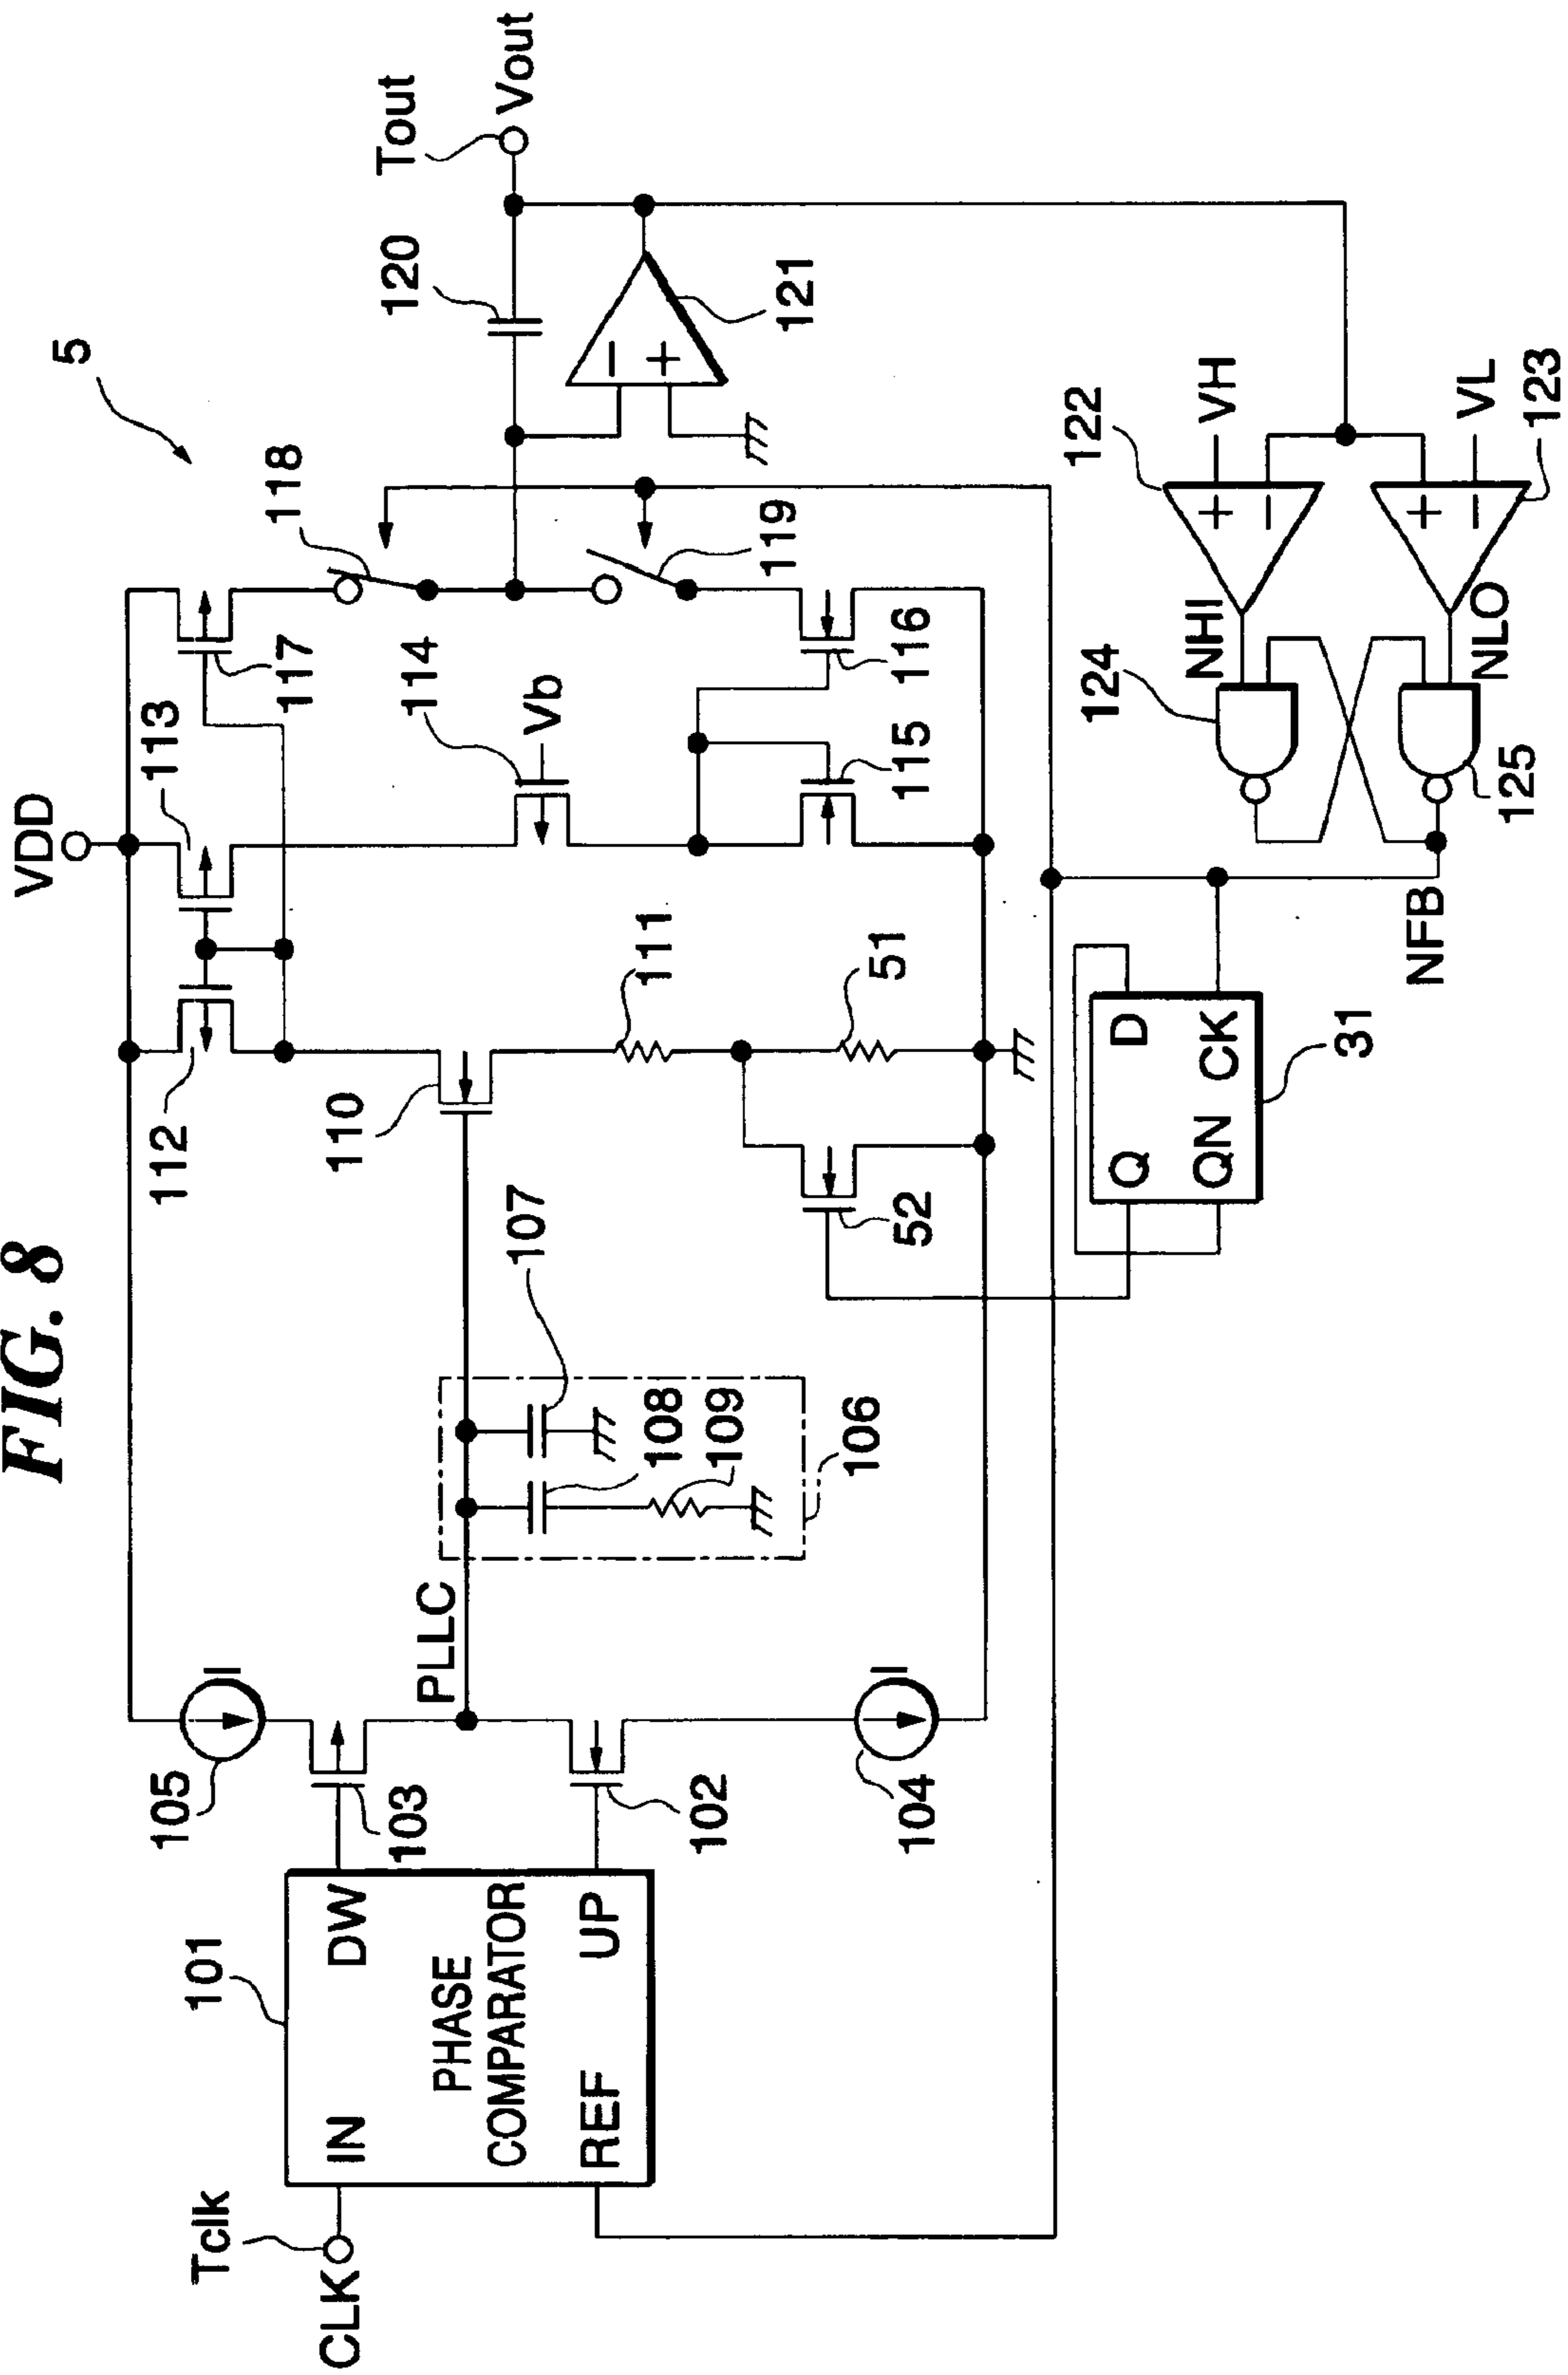 FIG. 8
5
VDD
Tout
Vout
120
121
118
119
117
113
112
114
Vb
116
115
110
111
51
52
107
108
109
106
PLLC
105
I
103
102
104
I
101
DW
PHASE
COMPARATOR
UP
IN
REF
Tclk
CLK
122
VH
+
−
123
VL
+
−
−
+
NHI
NLO
124
125
NFB
31
D
CK
Q
QN